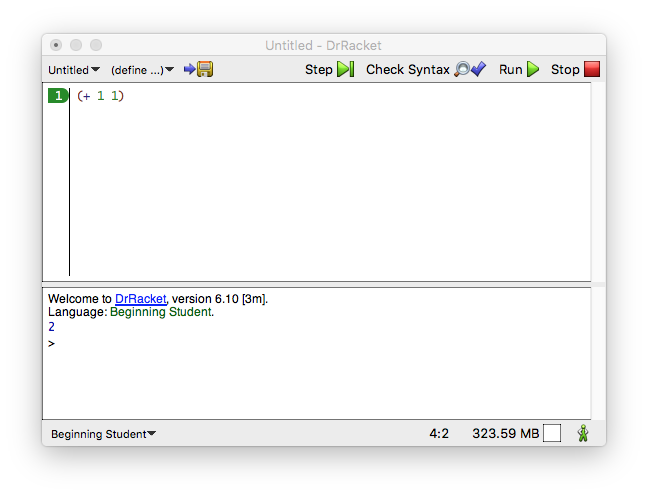 Untitled - DrRacket
Untitled (define ...) Step Check Syntax Run Stop
1 (+ 1 1)
Welcome to DrRacket, version 6.10 [3m].
Language: Beginning Student.
2
>
Beginning Student 4:2 323.59 MB